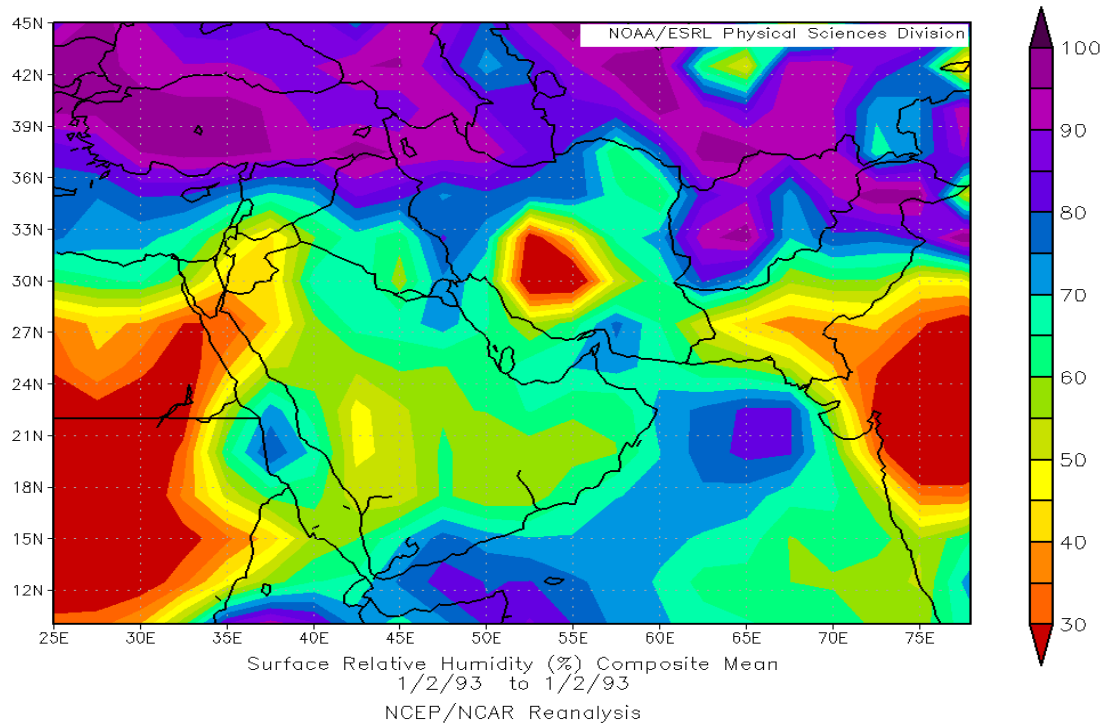 NOAA/ESRL Physical Sciences Division
45N
42N
39N
36N
33N
30N
27N
24N
21N
18N
15N
12N
25E 30E 35E 40E 45E 50E 55E 60E 65E 70E 75E
100
90
80
70
60
50
40
30
Surface Relative Humidity (%) Composite Mean
1/2/93 to 1/2/93
NCEP/NCAR Reanalysis